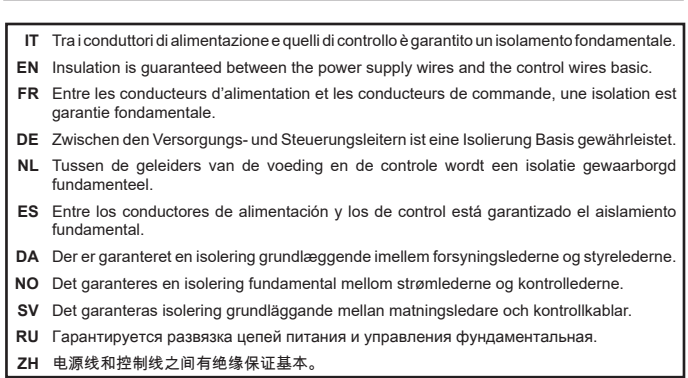 IT Tra i conduttori di alimentazione e quelli di controllo è garantito un isolamento fondamentale.
EN Insulation is guaranteed between the power supply wires and the control wires basic.
FR Entre les conducteurs d'alimentation et les conducteurs de commande, une isolation est
garantie fondamentale.
DE Zwischen den Versorgungs- und Steuerungsleitern ist eine Isolierung Basis gewährleistet.
NL Tussen de geleiders van de voeding en de controle wordt een isolatie gewaarborgd
fundamenteel.
ES Entre los conductores de alimentación y los de control está garantizado el aislamiento
fundamental.
DA Der er garanteret en isolering grundlæggende imellem forsyningslederne og styrelederne.
NO Det garanteres en isolering fundamental mellom strømlederne og kontrollederne.
SV Det garanteras isolering grundläggande mellan matningsledare och kontrollkablar.
RU Гарантируется развязка цепей питания и управления фундаментальная.
ZH 电源线和控制线之间有绝缘保证基本。